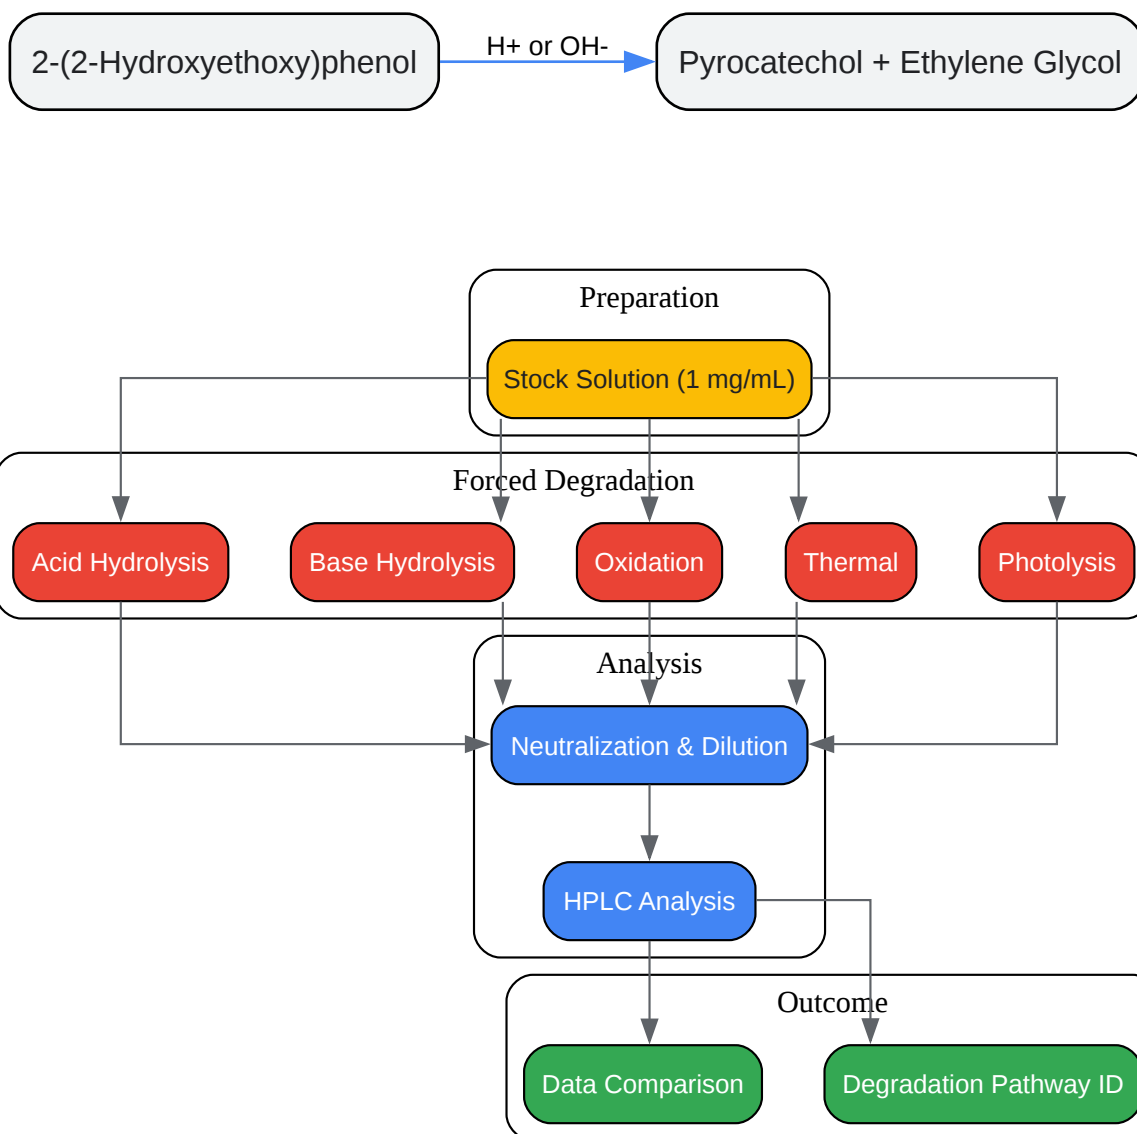 2-(2-Hydroxyethoxy)phenol
H+ or OH-
Pyrocatechol + Ethylene Glycol
Preparation
Stock Solution (1 mg/mL)
Forced Degradation
Acid Hydrolysis
Base Hydrolysis
Oxidation
Thermal
Photolysis
Analysis
Neutralization & Dilution
HPLC Analysis
Outcome
Data Comparison
Degradation Pathway ID